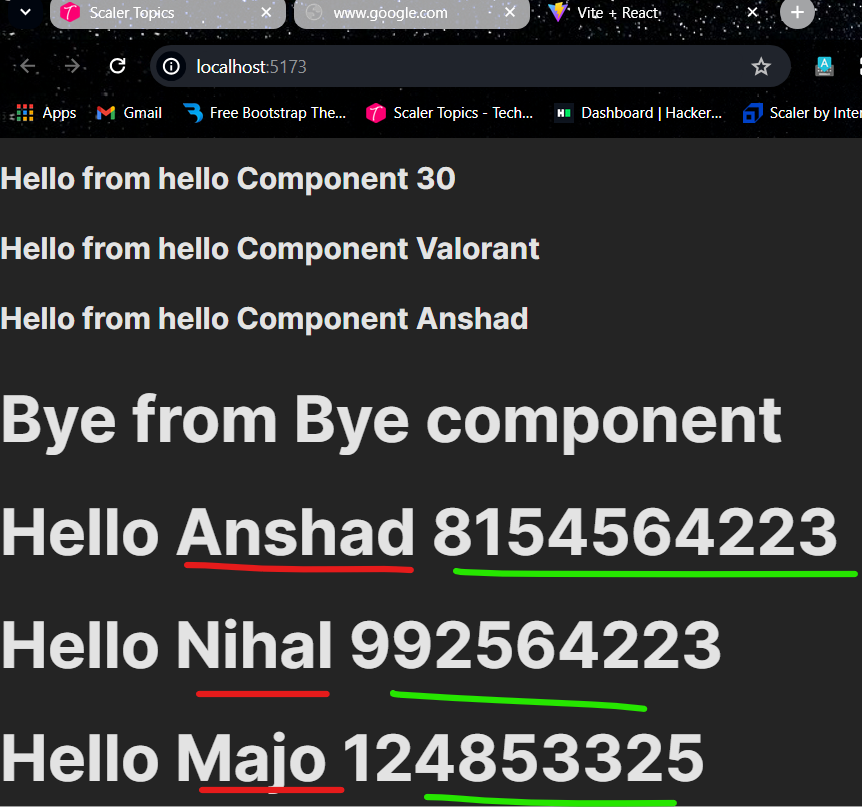 Scaler Topics
www.google.com
Vite + React
localhost:5173
Apps Gmail Free Bootstrap The... Scaler Topics - Tech... Dashboard | Hacker... Scaler by Inter
Hello from hello Component 30
Hello from hello Component Valorant
Hello from hello Component Anshad
Bye from Bye component
Hello Anshad 8154564223
Hello Nihal 992564223
Hello Majo 124853325